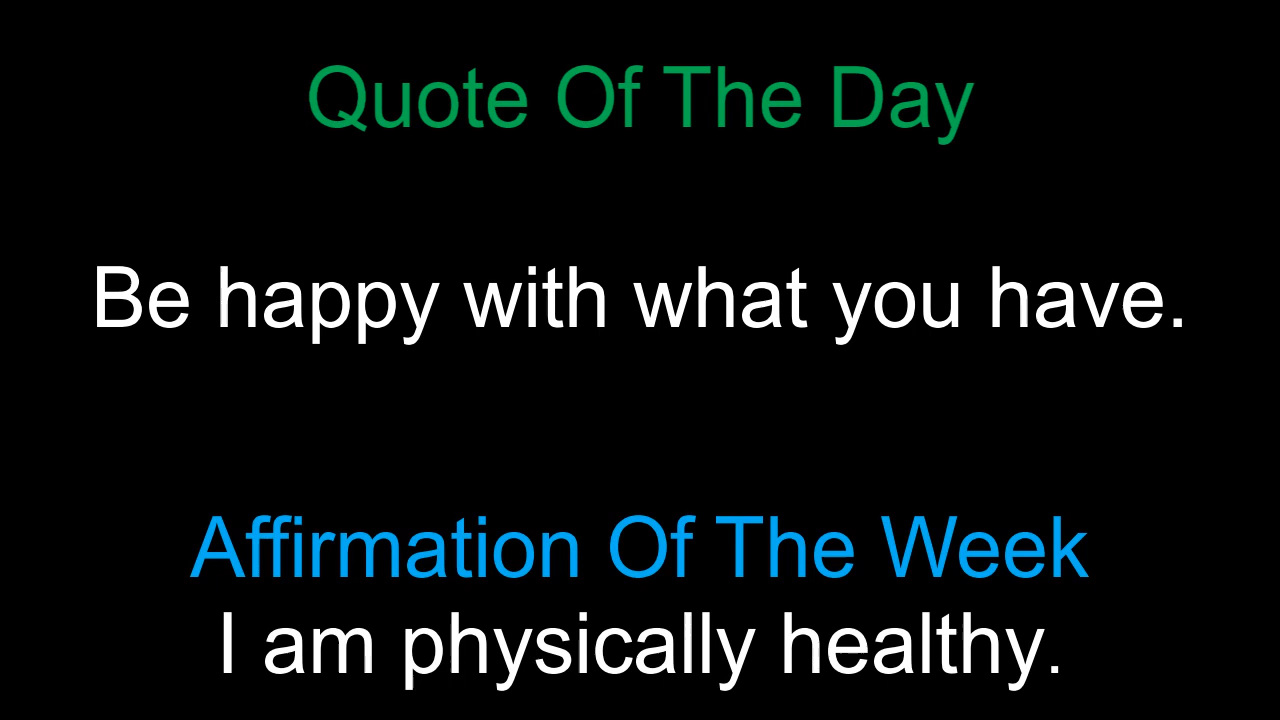 Quote Of The Day
Be happy with what you have.
Affirmation Of The Week
I am physically healthy.